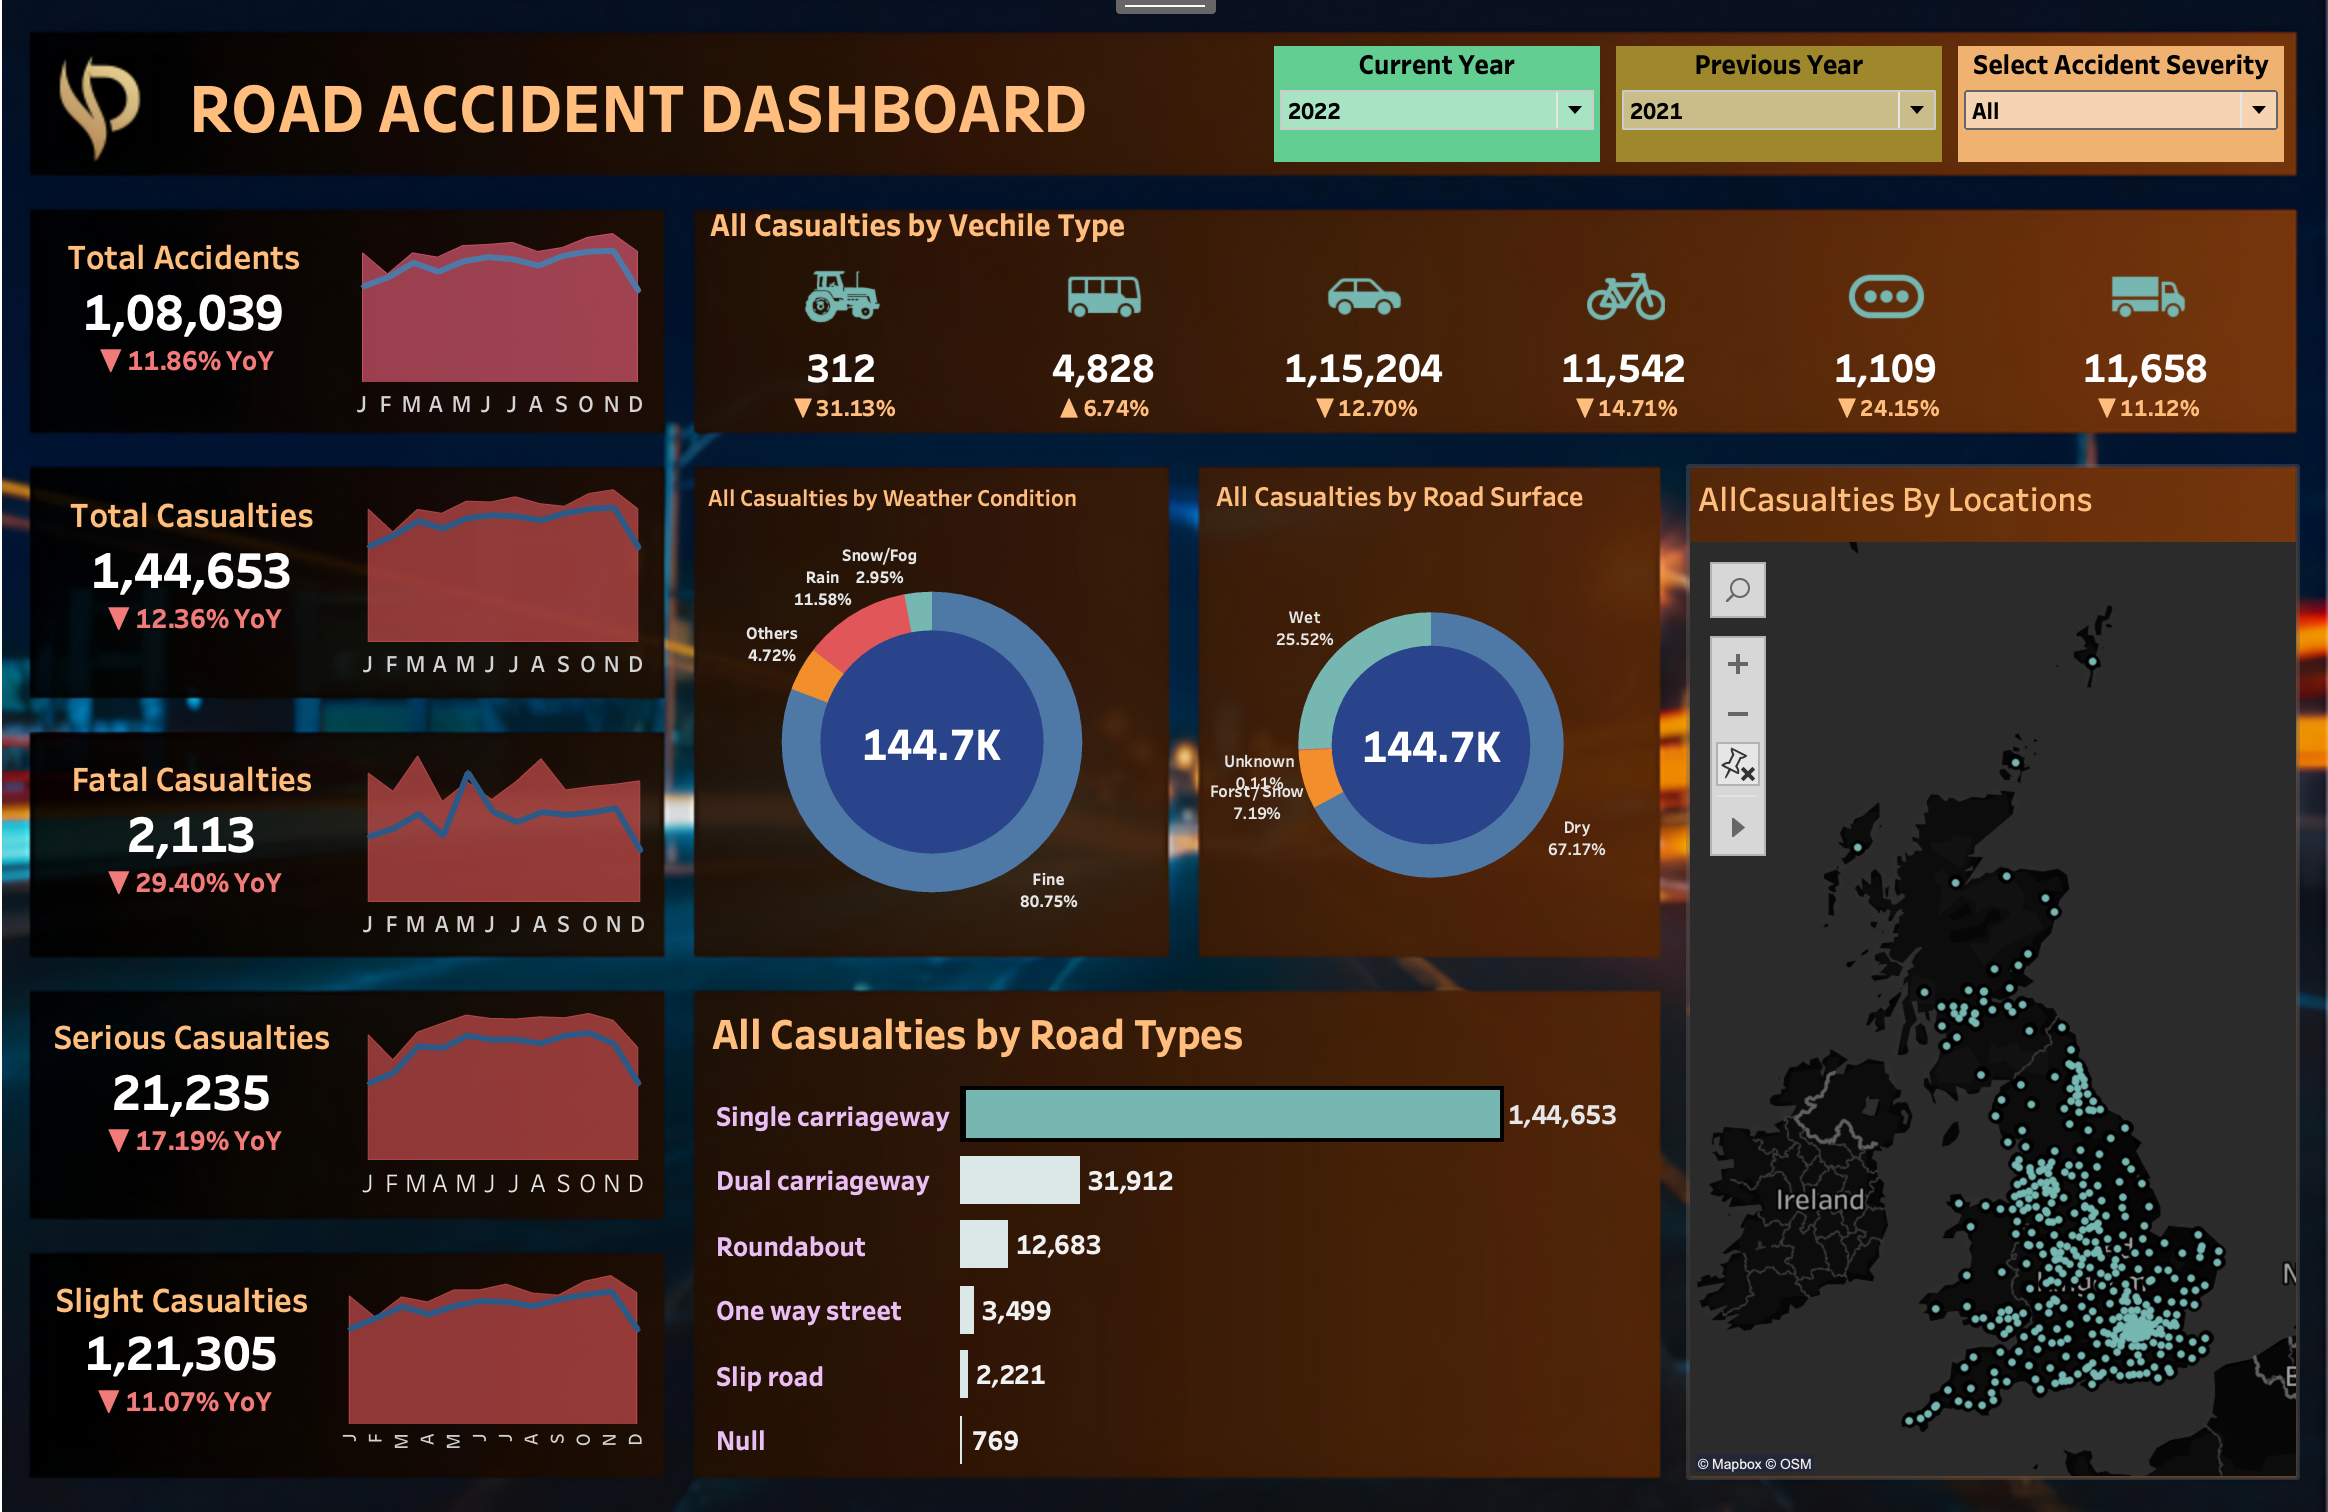 ROAD ACCIDENT DASHBOARD
Current Year
2022
Previous Year
2021
Select Accident Severity
All
Total Accidents
1,08,039
▼ 11.86% YoY
J F M A M J J A S O N D
All Casualties by Vechile Type
312
▼31.13%
4,828
▲ 6.74%
1,15,204
▼12.70%
11,542
▼14.71%
1,109
▼24.15%
11,658
▼11.12%
Total Casualties
1,44,653
▼ 12.36% YoY
J F M A M J J A S O N D
Fatal Casualties
2,113
▼ 29.40% YoY
J F M A M J J A S O N D
Serious Casualties
21,235
▼ 17.19% YoY
J F M A M J J A S O N D
Slight Casualties
1,21,305
▼ 11.07% YoY
J F M A M J J A S O N D
All Casualties by Weather Condition
Snow/Fog
2.95%
Rain
11.58%
Others
4.72%
144.7K
Fine
80.75%
All Casualties by Road Surface
Wet
25.52%
Unknown
0.11%
Forst/Snow
7.19%
144.7K
Dry
67.17%
All Casualties by Road Types
Single carriageway 1,44,653
Dual carriageway 31,912
Roundabout 12,683
One way street 3,499
Slip road 2,221
Null 769
AllCasualties By Locations
Ireland
© Mapbox © OSM